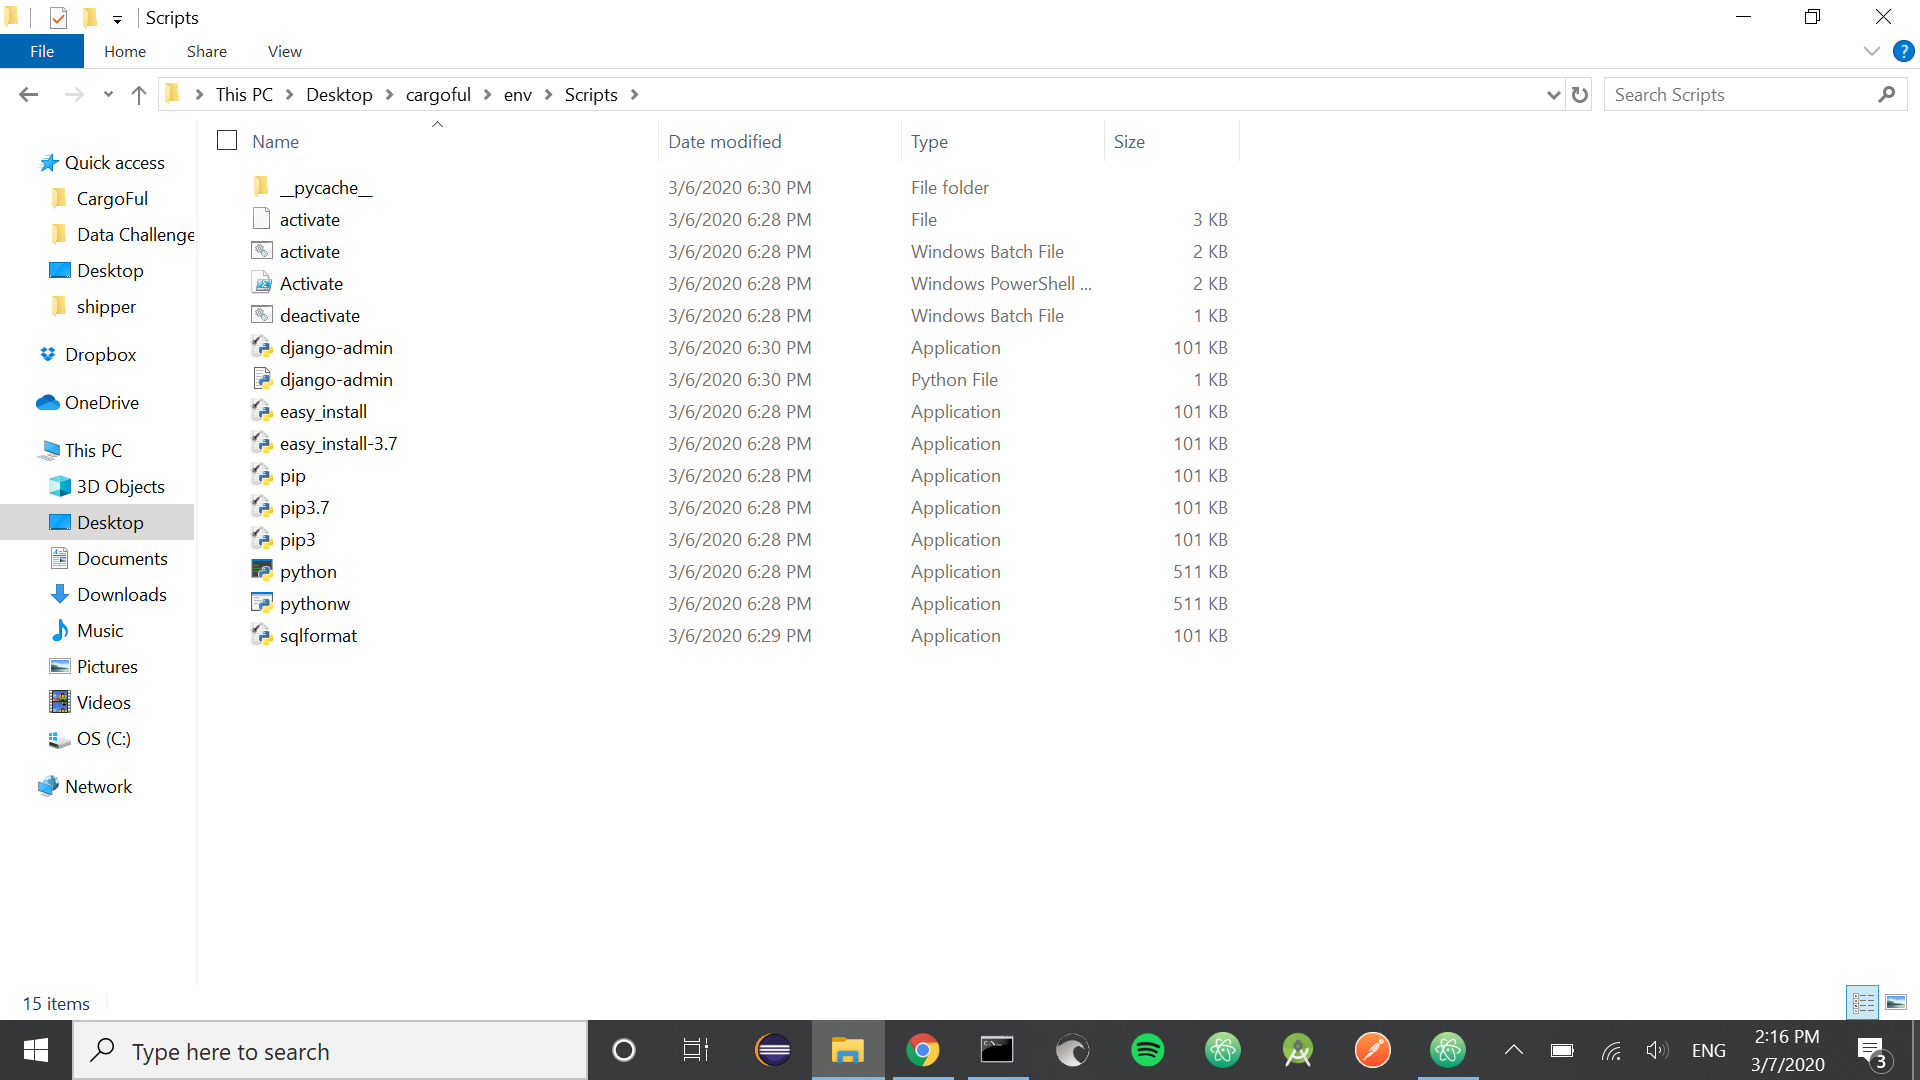 Scripts
File Home Share View
This PC Desktop cargoful env Scripts
Search Scripts
Name Date modified Type Size
Quick access
CargoFul
Data Challenge
Desktop
shipper
Dropbox
OneDrive
This PC
3D Objects
Desktop
Documents
Downloads
Music
Pictures
Videos
OS (C:)
Network
__pycache__ 3/6/2020 6:30 PM File folder
activate 3/6/2020 6:28 PM File 3 KB
activate 3/6/2020 6:28 PM Windows Batch File 2 KB
Activate 3/6/2020 6:28 PM Windows PowerShell ... 2 KB
deactivate 3/6/2020 6:28 PM Windows Batch File 1 KB
django-admin 3/6/2020 6:30 PM Application 101 KB
django-admin 3/6/2020 6:30 PM Python File 1 KB
easy_install 3/6/2020 6:28 PM Application 101 KB
easy_install-3.7 3/6/2020 6:28 PM Application 101 KB
pip 3/6/2020 6:28 PM Application 101 KB
pip3.7 3/6/2020 6:28 PM Application 101 KB
pip3 3/6/2020 6:28 PM Application 101 KB
python 3/6/2020 6:28 PM Application 511 KB
pythonw 3/6/2020 6:28 PM Application 511 KB
sqlformat 3/6/2020 6:29 PM Application 101 KB
15 items
Type here to search
ENG
2:16 PM
3/7/2020
3